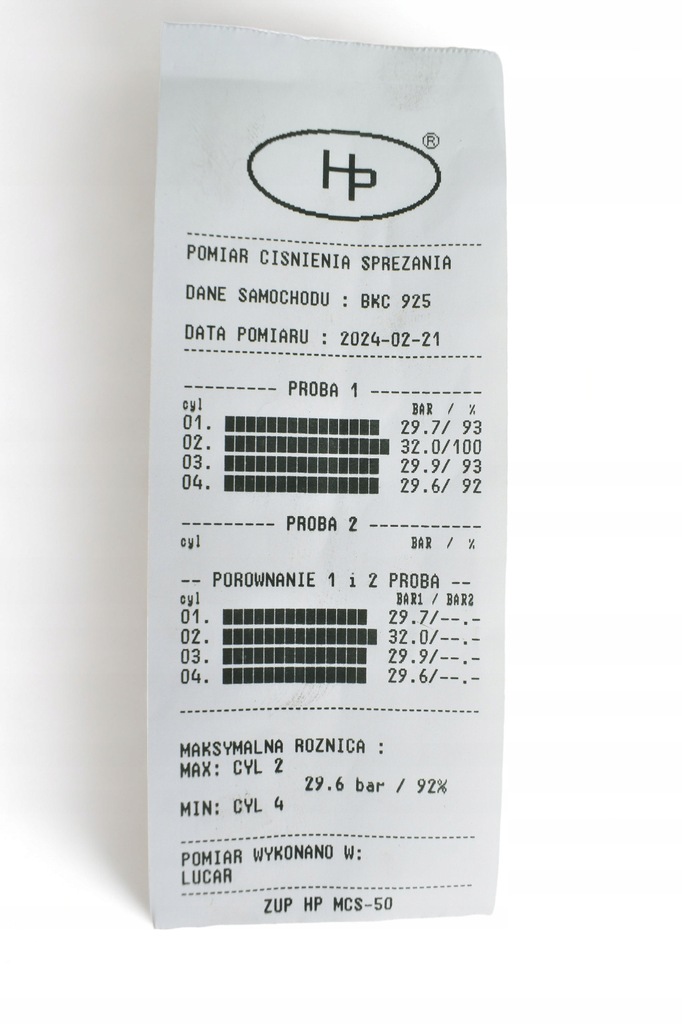 HP ®
POMIAR CISNIENIA SPREZANIA
DANE SAMOCHODU : BKC 925
DATA POMIARU : 2024-02-21
--------- PROBA 1 -----------
cyl BAR / %
01. 29.7/ 93
02. 32.0/100
03. 29.9/ 93
04. 29.6/ 92
--------- PROBA 2 -----------
cyl BAR / %
-- POROWNANIE 1 i 2 PROBA --
cyl BAR1 / BAR2
01. 29.7/--.-
02. 32.0/--.-
03. 29.9/--.-
04. 29.6/--.-
MAKSYMALNA ROZNICA :
MAX: CYL 2
29.6 bar / 92%
MIN: CYL 4
POMIAR WYKONANO W:
LUCAR
ZUP HP MCS-50